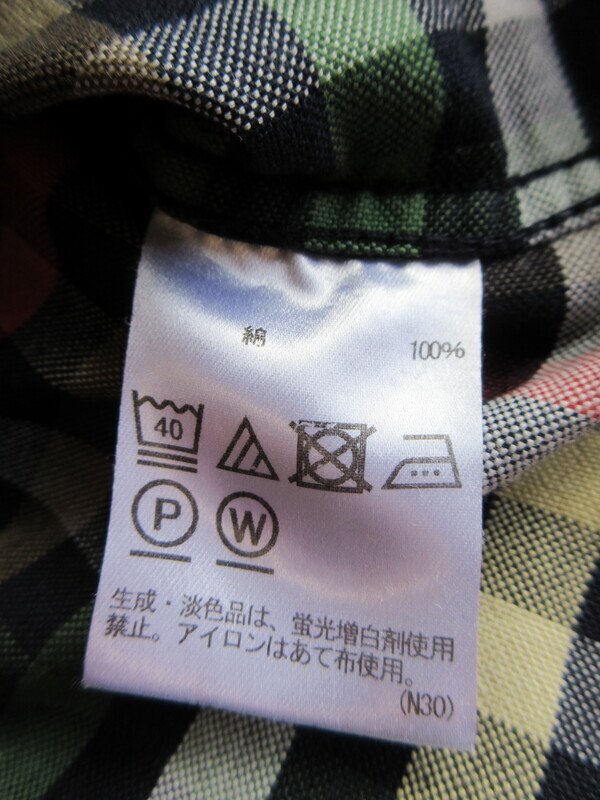 綿 100%
40
P W
生成・淡色品は、蛍光増白剤使用
禁止。アイロンはあて布使用。
(N30)